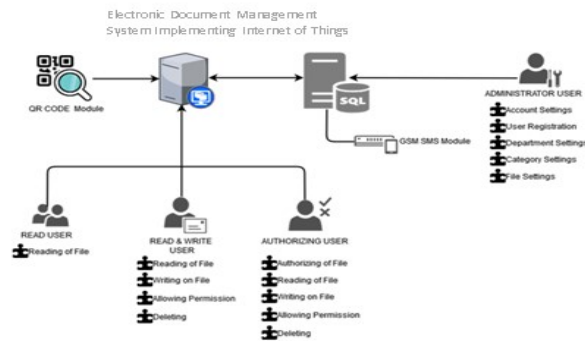 Electronic Document Management
System Implementing Internet of Things
QR CODE Module
SQL
GSM SMS Module
ADMINISTRATOR USER
Account Settings
User Registration
Department Settings
Category Settings
File Settings
READ USER
Reading of File
READ & WRITE
USER
Reading of File
Writing on File
Allowing Permission
Deleting
AUTHORIZING USER
Authorizing of File
Reading of File
Writing on File
Allowing Permission
Deleting